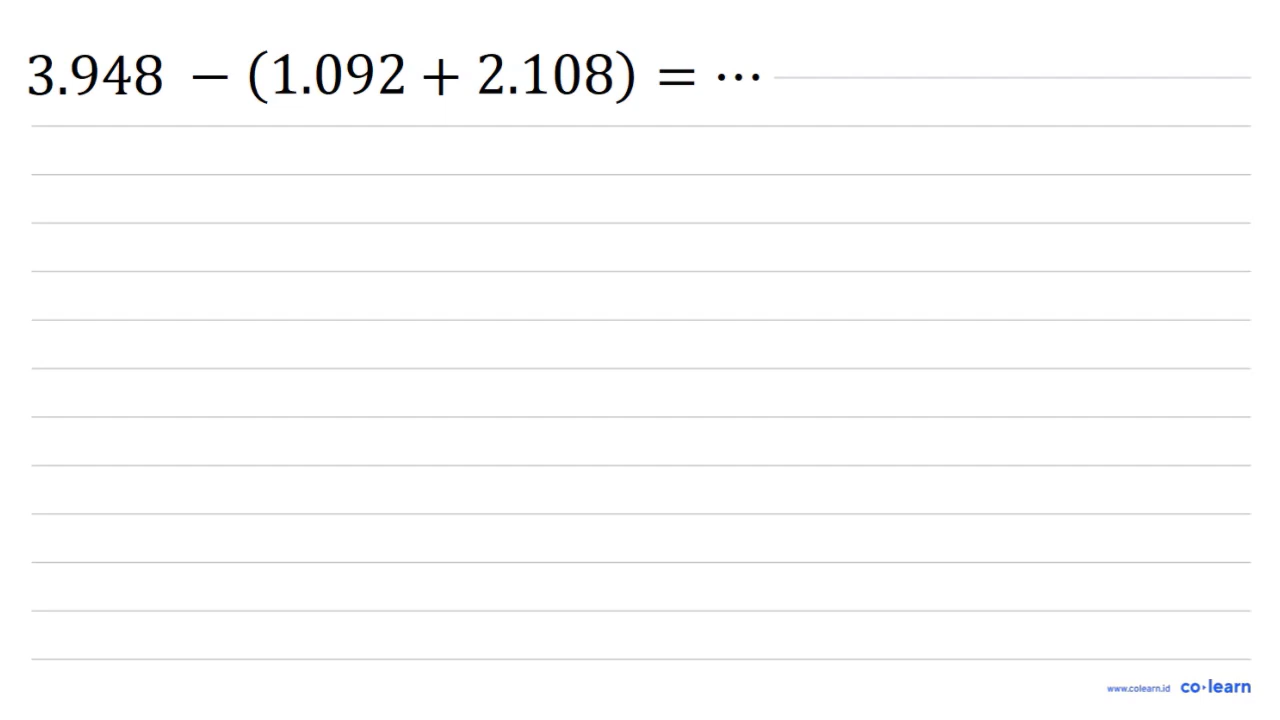 3.948 − (1.092 + 2.108) = ⋯
www.colearn.id co·learn